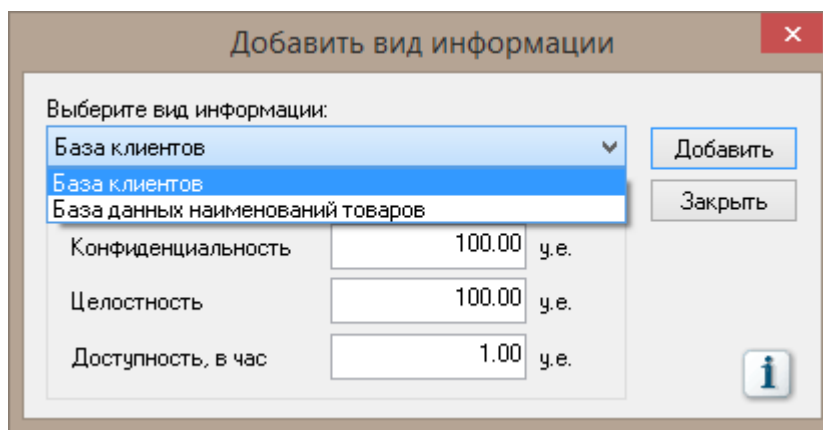 Добавить вид информации
Выберите вид информации:
База клиентов
Добавить
База клиентов
База данных наименований товаров
Закрыть
Конфиденциальность 100.00 у.е.
Целостность 100.00 у.е.
Доступность, в час 1.00 у.е.